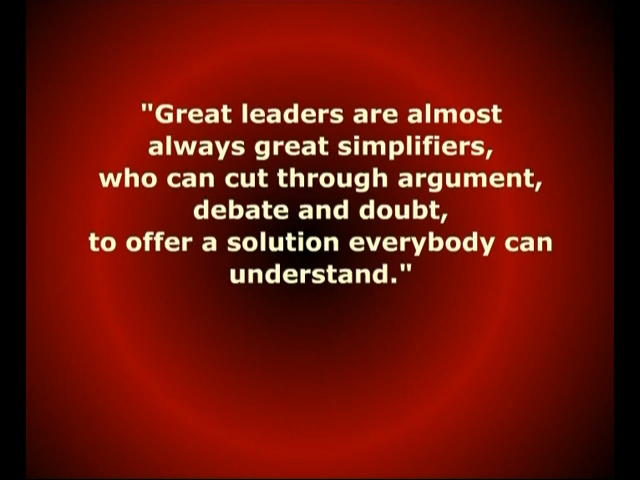 "Great leaders are almost
always great simplifiers,
who can cut through argument,
debate and doubt,
to offer a solution everybody can
understand."